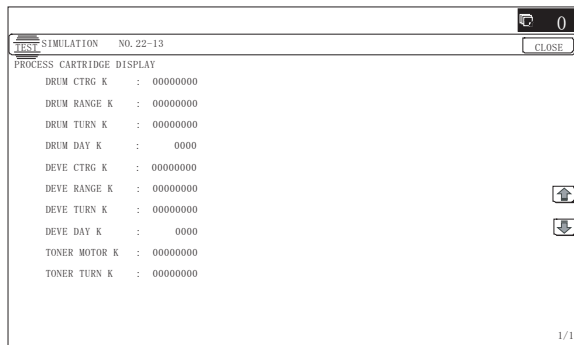 0
TEST SIMULATION NO. 22-13 CLOSE
PROCESS CARTRIDGE DISPLAY
DRUM CTRG K : 00000000
DRUM RANGE K : 00000000
DRUM TURN K : 00000000
DRUM DAY K : 0000
DEVE CTRG K : 00000000
DEVE RANGE K : 00000000
DEVE TURN K : 00000000
DEVE DAY K : 0000
TONER MOTOR K : 00000000
TONER TURN K : 00000000
1/1